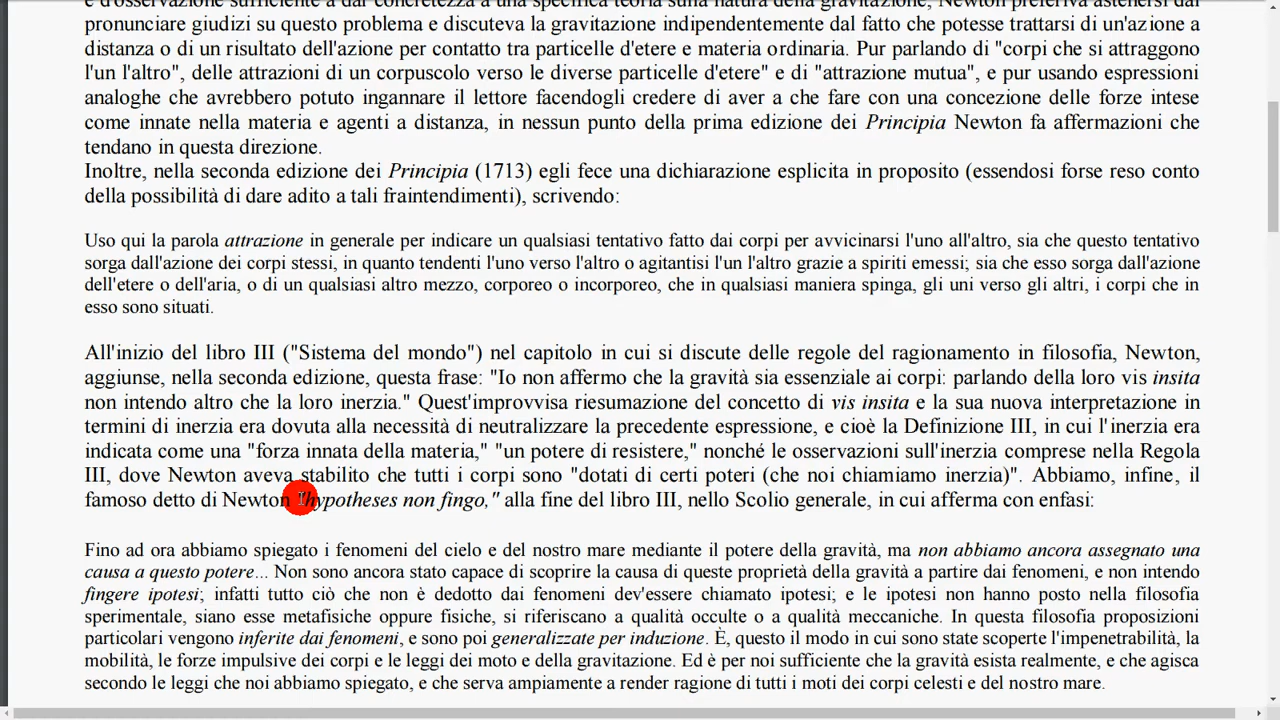 è d'osservazione sufficiente a dar concretezza a una specifica teoria sulla natura della gravitazione, Newton preferiva astenersi dal
pronunciare giudizi su questo problema e discuteva la gravitazione indipendentemente dal fatto che potesse trattarsi di un'azione a
distanza o di un risultato dell'azione per contatto tra particelle d'etere e materia ordinaria. Pur parlando di "corpi che si attraggono
l'un l'altro", delle attrazioni di un corpuscolo verso le diverse particelle d'etere" e di "attrazione mutua", e pur usando espressioni
analoghe che avrebbero potuto ingannare il lettore facendogli credere di aver a che fare con una concezione delle forze intese
come innate nella materia e agenti a distanza, in nessun punto della prima edizione dei Principia Newton fa affermazioni che
tendano in questa direzione.
Inoltre, nella seconda edizione dei Principia (1713) egli fece una dichiarazione esplicita in proposito (essendosi forse reso conto
della possibilità di dare adito a tali fraintendimenti), scrivendo:
Uso qui la parola attrazione in generale per indicare un qualsiasi tentativo fatto dai corpi per avvicinarsi l'uno all'altro, sia che questo tentativo
sorga dall'azione dei corpi stessi, in quanto tendenti l'uno verso l'altro o agitantisi l'un l'altro grazie a spiriti emessi; sia che esso sorga dall'azione
dell'etere o dell'aria, o di un qualsiasi altro mezzo, corporeo o incorporeo, che in qualsiasi maniera spinga, gli uni verso gli altri, i corpi che in
esso sono situati.
All'inizio del libro III ("Sistema del mondo") nel capitolo in cui si discute delle regole del ragionamento in filosofia, Newton,
aggiunse, nella seconda edizione, questa frase: "Io non affermo che la gravità sia essenziale ai corpi: parlando della loro vis insita
non intendo altro che la loro inerzia." Quest'improvvisa riesumazione del concetto di vis insita e la sua nuova interpretazione in
termini di inerzia era dovuta alla necessità di neutralizzare la precedente espressione, e cioè la Definizione III, in cui l'inerzia era
indicata come una "forza innata della materia," "un potere di resistere," nonché le osservazioni sull'inerzia comprese nella Regola
III, dove Newton aveva stabilito che tutti i corpi sono "dotati di certi poteri (che noi chiamiamo inerzia)". Abbiamo, infine, il
famoso detto di Newton "hypotheses non fingo," alla fine del libro III, nello Scolio generale, in cui afferma con enfasi:
Fino ad ora abbiamo spiegato i fenomeni del cielo e del nostro mare mediante il potere della gravità, ma non abbiamo ancora assegnato una
causa a questo potere... Non sono ancora stato capace di scoprire la causa di queste proprietà della gravità a partire dai fenomeni, e non intendo
fingere ipotesi; infatti tutto ciò che non è dedotto dai fenomeni dev'essere chiamato ipotesi; e le ipotesi non hanno posto nella filosofia
sperimentale, siano esse metafisiche oppure fisiche, si riferiscano a qualità occulte o a qualità meccaniche. In questa filosofia proposizioni
particolari vengono inferite dai fenomeni, e sono poi generalizzate per induzione. È, questo il modo in cui sono state scoperte l'impenetrabilità, la
mobilità, le forze impulsive dei corpi e le leggi dei moto e della gravitazione. Ed è per noi sufficiente che la gravità esista realmente, e che agisca
secondo le leggi che noi abbiamo spiegato, e che serva ampiamente a render ragione di tutti i moti dei corpi celesti e del nostro mare.